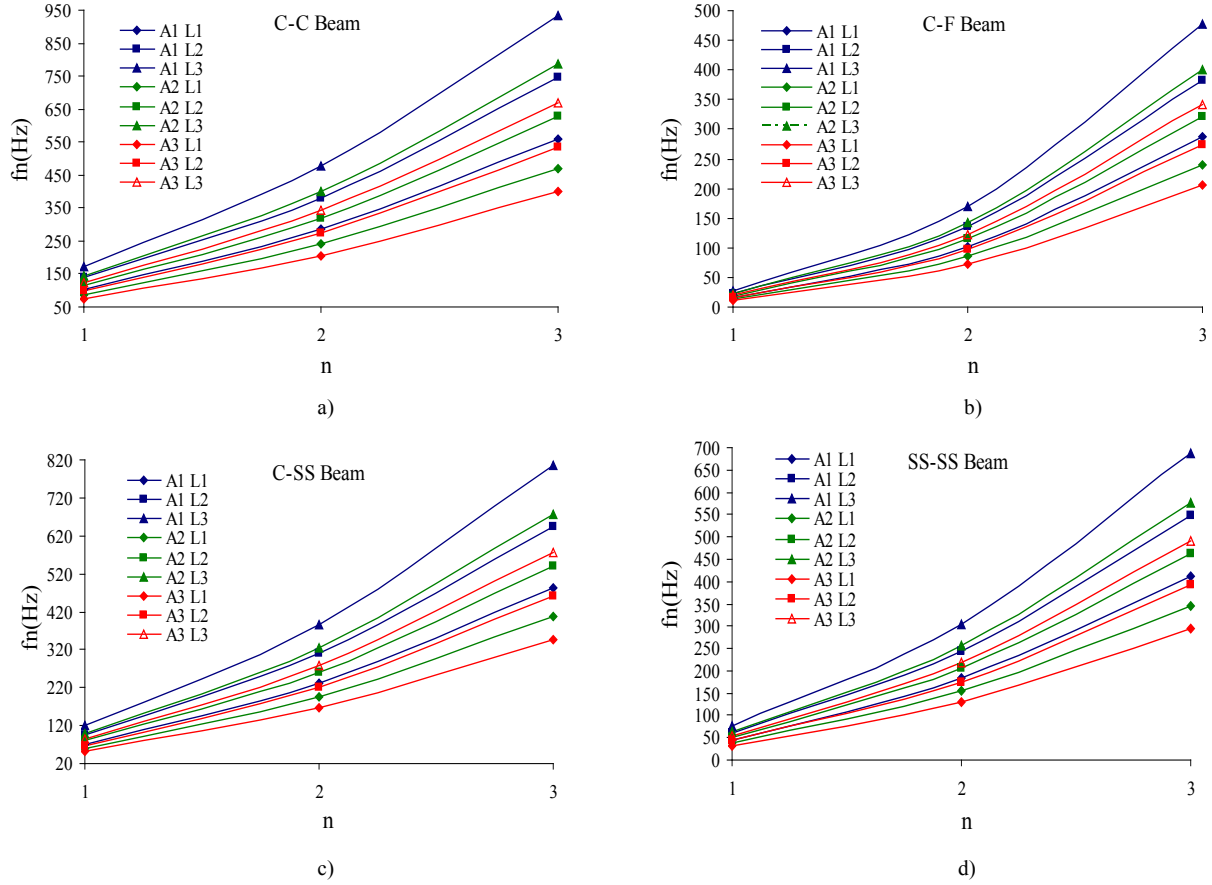 C-C Beam
fn(Hz)
950
850
750
650
550
450
350
250
150
50
A1 L1
A1 L2
A1 L3
A2 L1
A2 L2
A2 L3
A3 L1
A3 L2
A3 L3
1 2 3
n
a)
C-F Beam
fn(Hz)
500
450
400
350
300
250
200
150
100
50
0
A1 L1
A1 L2
A1 L3
A2 L1
A2 L2
A2 L3
A3 L1
A3 L2
A3 L3
1 2 3
n
b)
C-SS Beam
fn(Hz)
820
720
620
520
420
320
220
120
20
A1 L1
A1 L2
A1 L3
A2 L1
A2 L2
A2 L3
A3 L1
A3 L2
A3 L3
1 2 3
n
c)
SS-SS Beam
fn(Hz)
700
650
600
550
500
450
400
350
300
250
200
150
100
50
0
A1 L1
A1 L2
A1 L3
A2 L1
A2 L2
A2 L3
A3 L1
A3 L2
A3 L3
1 2 3
n
d)